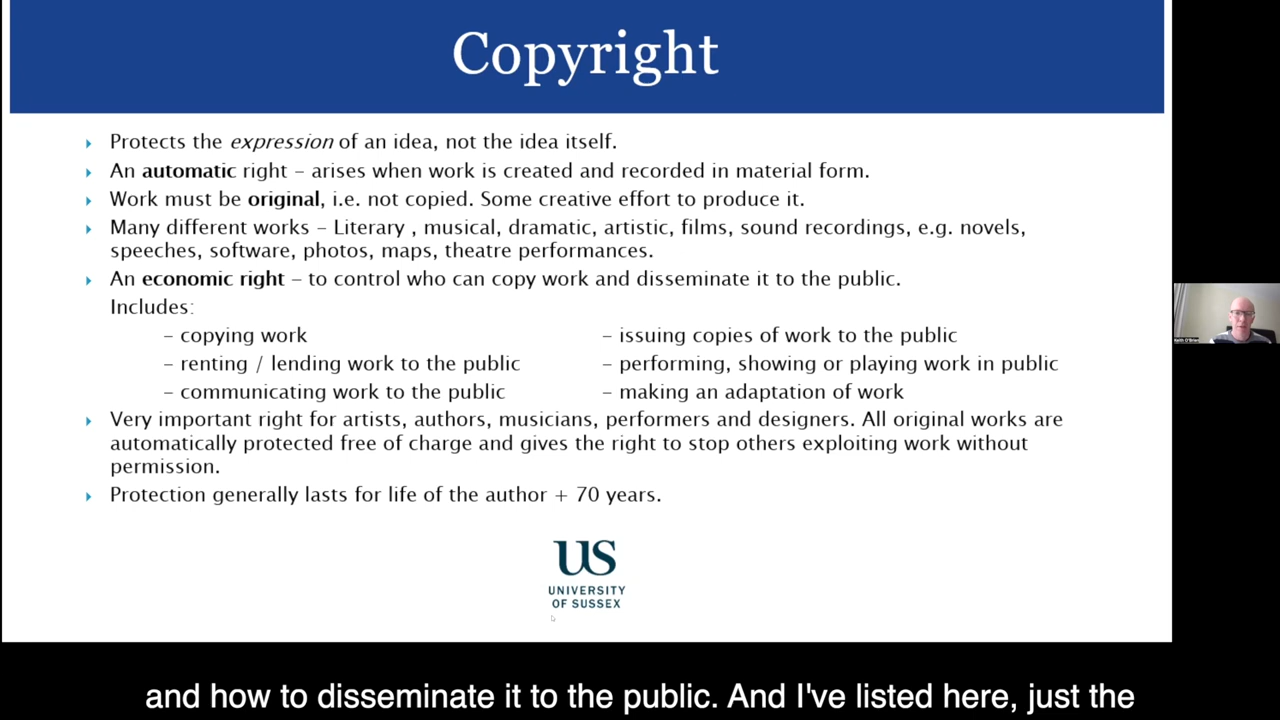 Copyright
Protects the expression of an idea, not the idea itself.
An automatic right – arises when work is created and recorded in material form.
Work must be original, i.e. not copied. Some creative effort to produce it.
Many different works – Literary , musical, dramatic, artistic, films, sound recordings, e.g. novels,
speeches, software, photos, maps, theatre performances.
An economic right – to control who can copy work and disseminate it to the public.
Includes:
– copying work – issuing copies of work to the public
– renting / lending work to the public – performing, showing or playing work in public
– communicating work to the public – making an adaptation of work
Very important right for artists, authors, musicians, performers and designers. All original works are
automatically protected free of charge and gives the right to stop others exploiting work without
permission.
Protection generally lasts for life of the author + 70 years.
US
UNIVERSITY
OF SUSSEX
Keith O'Brien
and how to disseminate it to the public. And I've listed here, just the